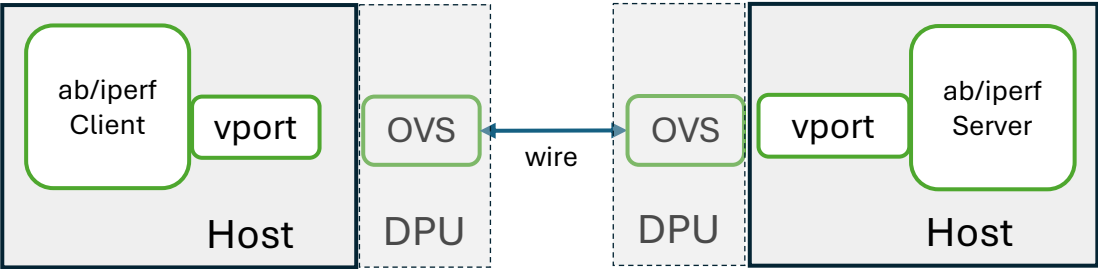 ab/iperf
Client
vport
OVS
wire
OVS
vport
ab/iperf
Server
Host
DPU
DPU
Host